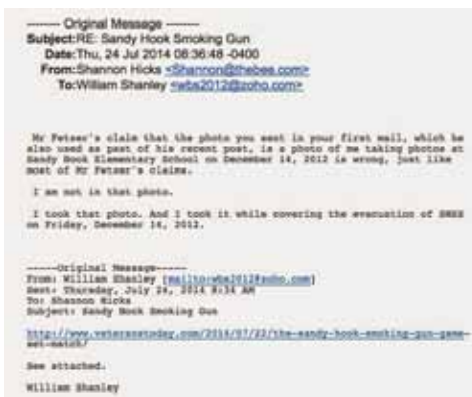 -------- Original Message --------
Subject:RE: Sandy Hook Smoking Gun
Date:Thu, 24 Jul 2014 08:36:48 -0400
From:Shannon Hicks <Shannon@thebee.com>
To:William Shanley <wbs2012@zoho.com>
Mr Fetzer's claim that the photo you sent in your first mail, which he
also used as part of his recent post, is a photo of me taking photos at
Sandy Hook Elementary School on December 14, 2012 is wrong, just like
most of Mr Fetzer's claims.
I am not in that photo.
I took that photo. And I took it while covering the evacuation of SHES
on Friday, December 14, 2012.
-----Original Message-----
From: William Shanley [mailto:wbs2012@zoho.com]
Sent: Thursday, July 24, 2014 8:34 AM
To: Shannon Hicks
Subject: Sandy Hook Smoking Gun
http://www.veteranstoday.com/2014/07/22/the-sandy-hook-smoking-gun-game-
set-match/
See attached.
William Shanley